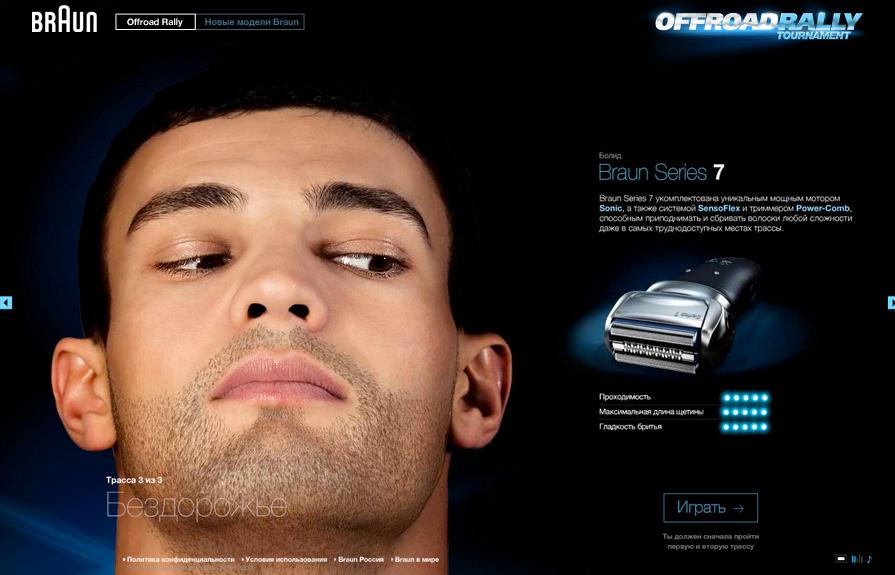 BRAUN
Offroad Rally
Новые модели Braun
OFFROADRALLY
TOURNAMENT
Болид
Braun Series 7
Braun Series 7 укомплектована уникальным мощным мотором
Sonic, а также системой SensoFlex и триммером Power-Comb,
способным приподнимать и сбривать волоски любой сложности
даже в самых труднодоступных местах трассы.
Проходимость
Максимальная длина щетины
Гладкость бритья
Трасса 3 из 3
Бездорожье
Играть →
Ты должен сначала пройти
первую и вторую трассу
Политика конфиденциальности
Условия использования
Braun Россия
Braun в мире